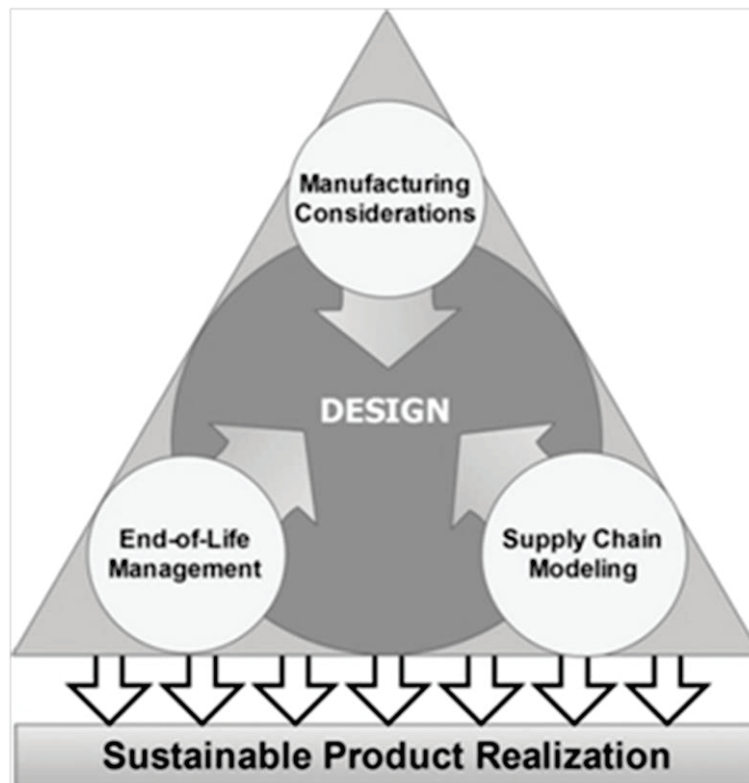 Manufacturing
Considerations
DESIGN
End-of-Life
Management
Supply Chain
Modeling
Sustainable Product Realization